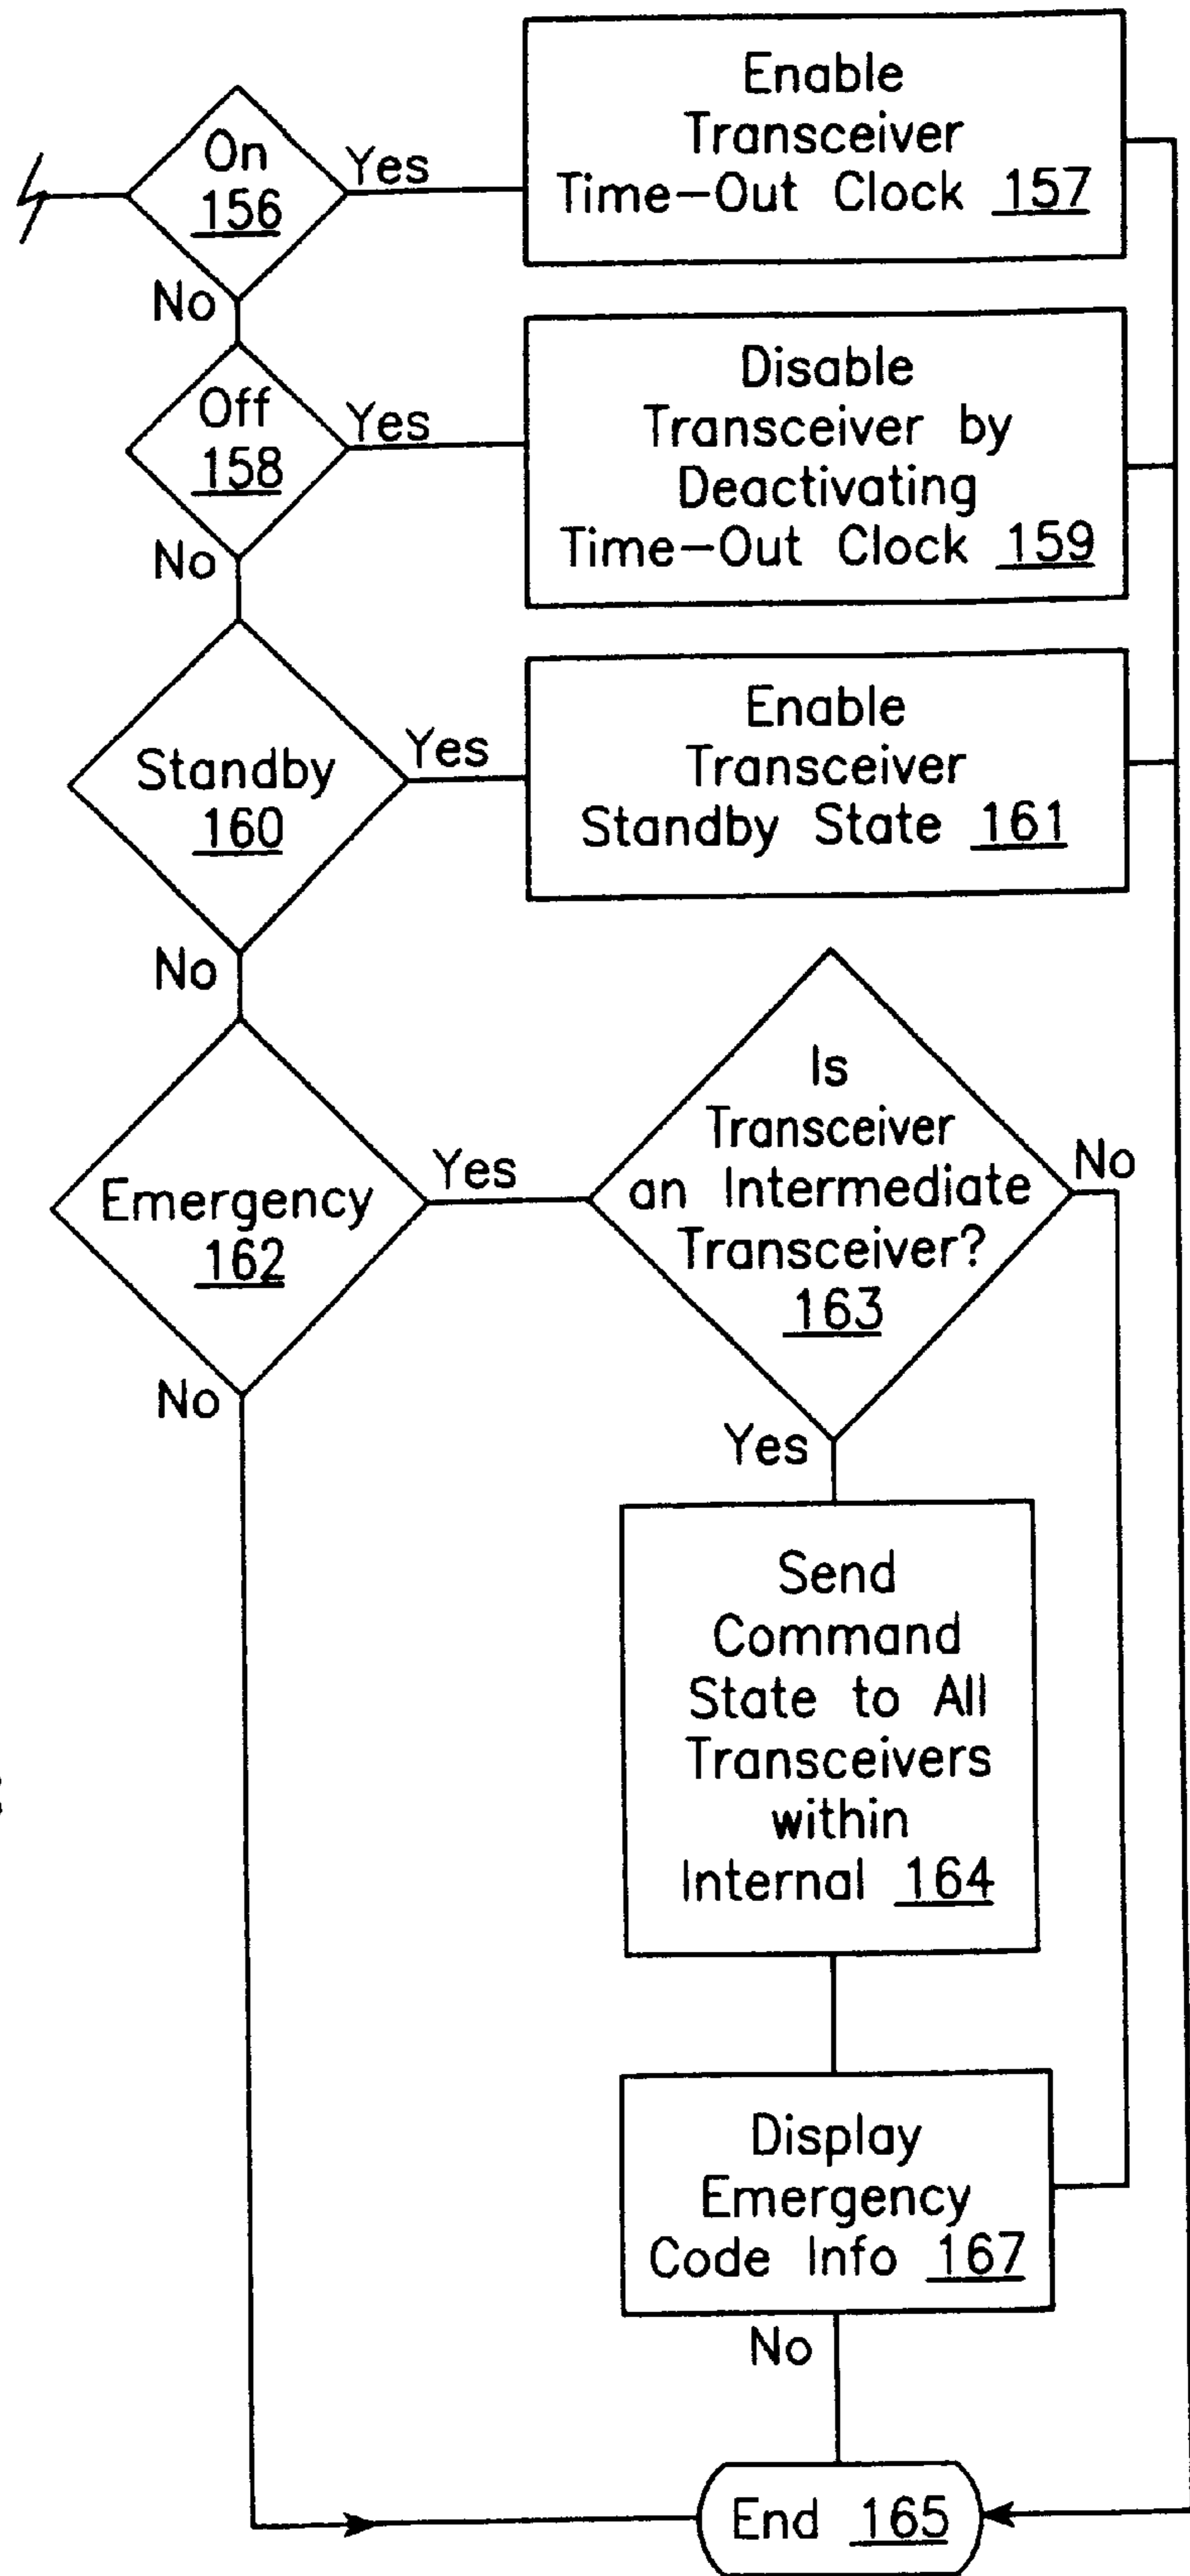 On
156
Yes
Enable
Transceiver
Time-Out Clock 157
No
Off
158
Yes
Disable
Transceiver by
Deactivating
Time-Out Clock 159
No
Standby
160
Yes
Enable
Transceiver
Standby State 161
No
Emergency
162
Yes
Is
Transceiver
an Intermediate
Transceiver?
163
No
No
Yes
Send
Command
State to All
Transceivers
within
Internal 164
Display
Emergency
Code Info 167
No
End 165